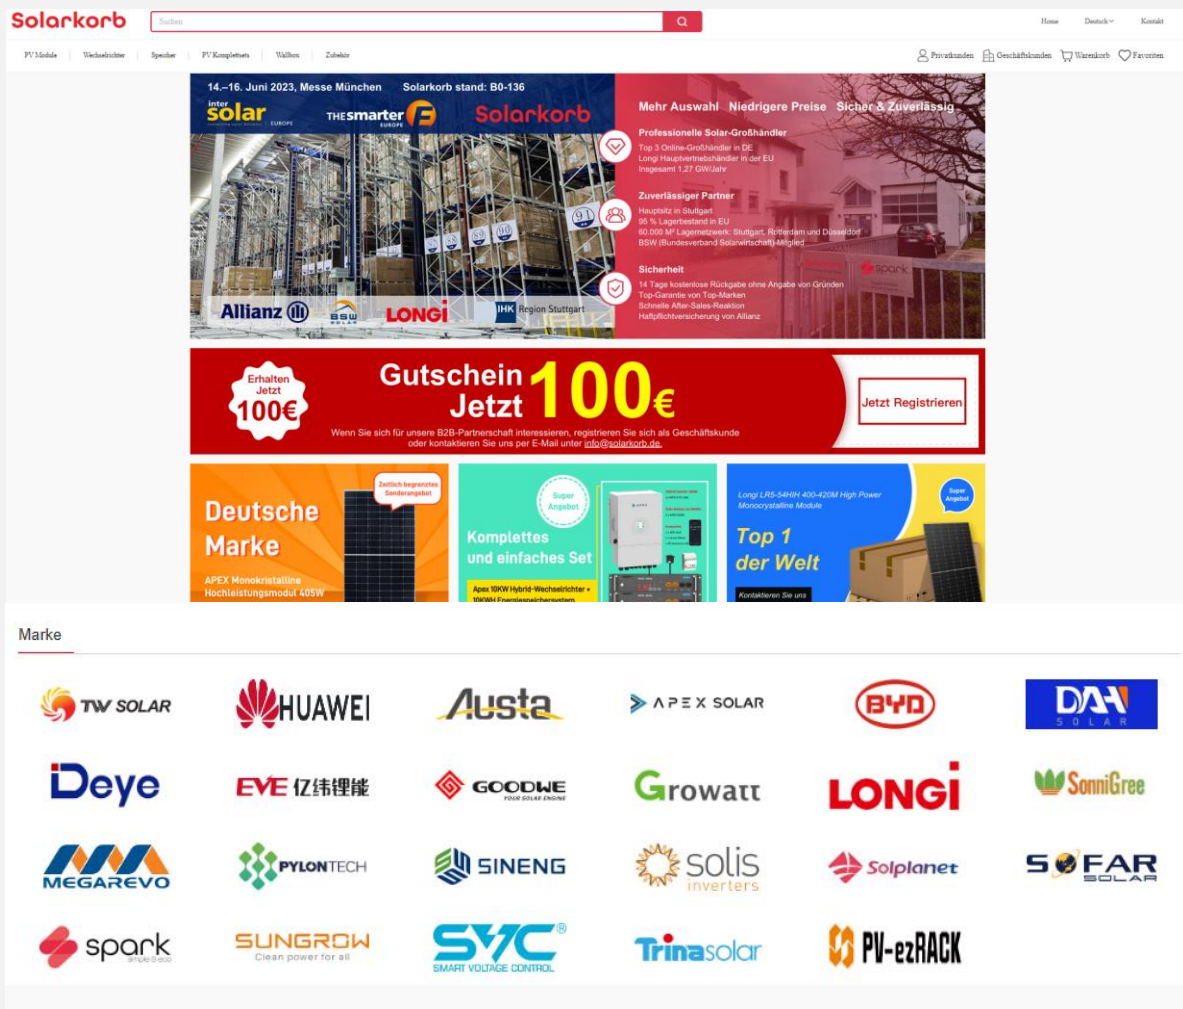 Solarkorb
Suchen
Home Deutsch Kontakt
PV Module Wechselrichter Speicher PV Komplettsets Wallbox Zubehör
Privatkunden Geschäftskunden Warenkorb Favoriten
14.–16. Juni 2023, Messe München Solarkorb stand: B0-136
inter
solar
EUROPE
THE smarter E
EUROPE
Solarkorb
Mehr Auswahl Niedrigere Preise Sicher & Zuverlässig
Professionelle Solar-Großhändler
Top 3 Online-Großhändler in DE
Longi Hauptvertriebshändler in der EU
Insgesamt 1,27 GW/Jahr
Zuverlässiger Partner
Hauptsitz in Stuttgart
95 % Lagerbestand in EU
60.000 M² Lagernetzwerk: Stuttgart, Rotterdam und Düsseldorf
BSW (Bundesverband Solarwirtschaft)-Mitglied
Sicherheit
14 Tage kostenlose Rückgabe ohne Angabe von Gründen
Top-Garantie von Top-Marken
Schnelle After-Sales-Reaktion
Haftpflichtversicherung von Allianz
91
90
spark
Allianz
BSW
SOLAR
LONGi
IHK Region Stuttgart
Erhalten
Jetzt
100€
Gutschein
Jetzt
100€
Wenn Sie sich für unsere B2B-Partnerschaft interessieren, registrieren Sie sich als Geschäftskunde
oder kontaktieren Sie uns per E-Mail unter info@solarkorb.de.
Jetzt Registrieren
Zeitlich begrenztes
Sonderangebot
Deutsche
Marke
APEX Monokristalline
Hochleistungsmodul 405W
Super
Angebot
Komplettes
und einfaches Set
Apex 10KW Hybrid-Wechselrichter +
10KWH Energiespeichersystem
Longi LR5-54HIH 400-420M High Power
Monocrystalline Module
Super
Angebot
Top 1
der Welt
Kontaktieren Sie uns
Marke
TW SOLAR
HUAWEI
Austa
APEX SOLAR
BYD
DAH
SOLAR
Deye
EVE 亿纬锂能
GOODWE
YOUR SOLAR ENGINE
Growatt
LONGi
SonniGree
MEGAREVO
PYLONTECH
SINENG
solis
inverters
Solplanet
SOFAR
SOLAR
spark
simple & eco
SUNGROW
Clean power for all
SVC®
SMART VOLTAGE CONTROL
Trinasolar
PV-ezRACK